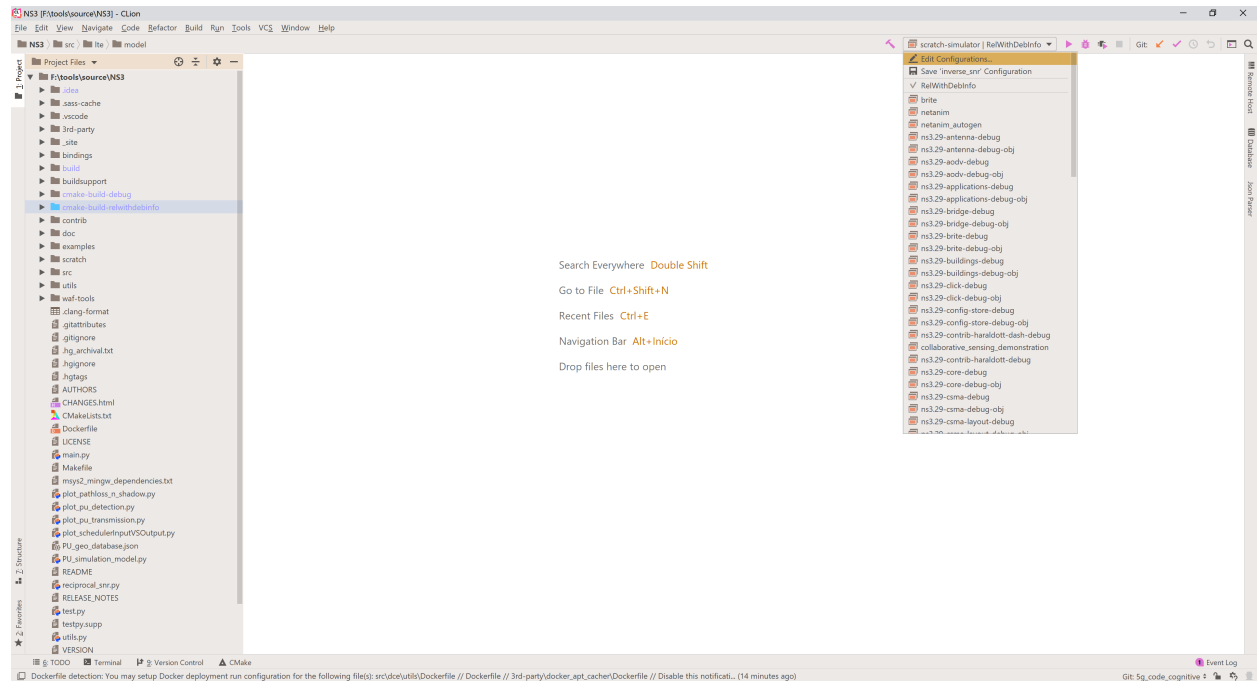 NS3 [F:\tools\source\NS3] - CLion
File Edit View Navigate Code Refactor Build Run Tools VCS Window Help
NS3 src lte model
scratch-simulator | RelWithDebInfo
Git:
1: Project
Project Files
F:\tools\source\NS3
.idea
.sass-cache
.vscode
3rd-party
_site
bindings
build
buildsupport
cmake-build-debug
cmake-build-relwithdebinfo
contrib
doc
examples
scratch
src
utils
waf-tools
.clang-format
.gitattributes
.gitignore
.hg_archival.txt
.hgignore
.hgtags
AUTHORS
CHANGES.html
CMakeLists.txt
Dockerfile
LICENSE
main.py
Makefile
msys2_mingw_dependencies.txt
plot_pathloss_n_shadow.py
plot_pu_detection.py
plot_pu_transmission.py
plot_schedulerInputVSOutput.py
PU_geo_database.json
PU_simulation_model.py
README
reciprocal_snr.py
RELEASE_NOTES
test.py
testpy.supp
utils.py
VERSION
7: Structure
2: Favorites
Search Everywhere Double Shift
Go to File Ctrl+Shift+N
Recent Files Ctrl+E
Navigation Bar Alt+Início
Drop files here to open
Edit Configurations...
Save 'inverse_snr' Configuration
RelWithDebInfo
brite
netanim
netanim_autogen
ns3.29-antenna-debug
ns3.29-antenna-debug-obj
ns3.29-aodv-debug
ns3.29-aodv-debug-obj
ns3.29-applications-debug
ns3.29-applications-debug-obj
ns3.29-bridge-debug
ns3.29-bridge-debug-obj
ns3.29-brite-debug
ns3.29-brite-debug-obj
ns3.29-buildings-debug
ns3.29-buildings-debug-obj
ns3.29-click-debug
ns3.29-click-debug-obj
ns3.29-config-store-debug
ns3.29-config-store-debug-obj
ns3.29-contrib-haraldott-dash-debug
collaborative_sensing_demonstration
ns3.29-contrib-haraldott-debug
ns3.29-core-debug
ns3.29-core-debug-obj
ns3.29-csma-debug
ns3.29-csma-debug-obj
ns3.29-csma-layout-debug
Remote Host
Database
Json Parser
6: TODO Terminal 9: Version Control CMake
Event Log
Dockerfile detection: You may setup Docker deployment run configuration for the following file(s): src\dce\utils\Dockerfile // Dockerfile // 3rd-party\docker_apt_cacher\Dockerfile // Disable this notificati... (14 minutes ago)
Git: 5g_code_cognitive